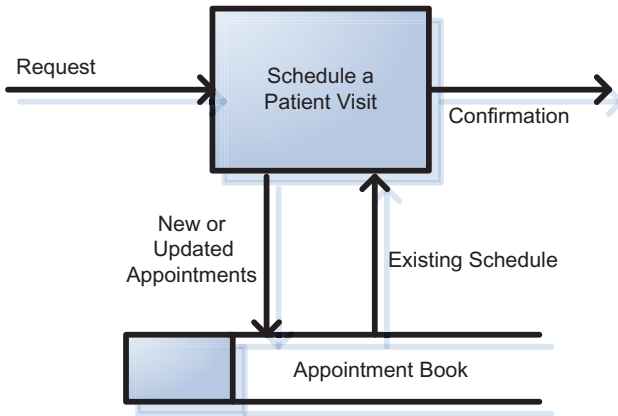 Request
Schedule a
Patient Visit
Confirmation
New or
Updated
Appointments
Existing Schedule
Appointment Book